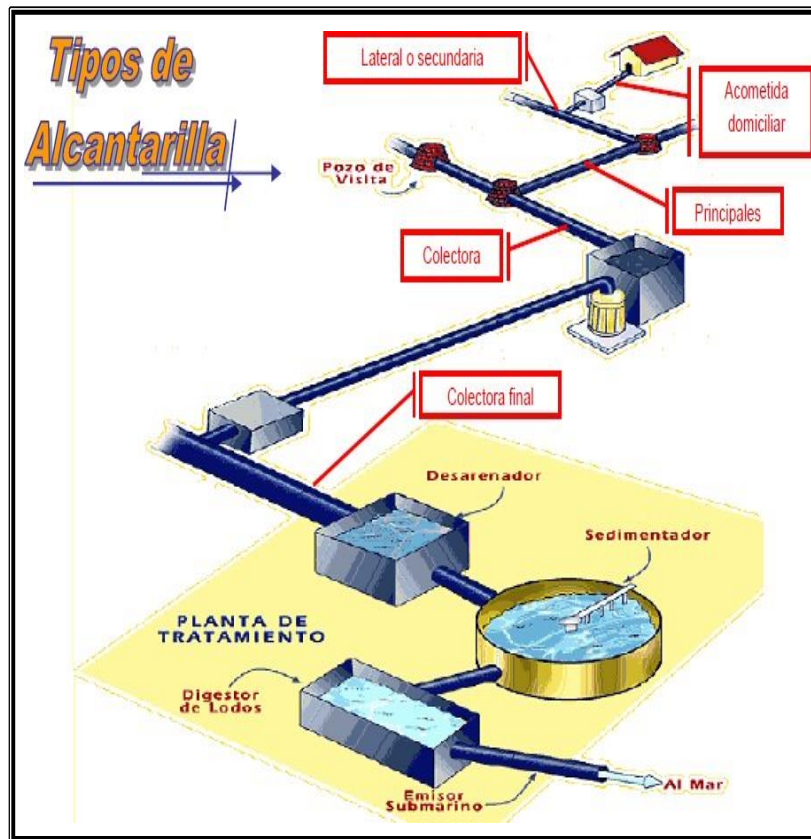 Tipos de
Alcantarilla
Lateral o secundaria
Acometida
domiciliar
Pozo de
Visita
Principales
Colectora
Colectora final
Desarenador
Sedimentador
PLANTA DE
TRATAMIENTO
Digestor
de Lodos
Emisor
Submarino
Al Mar